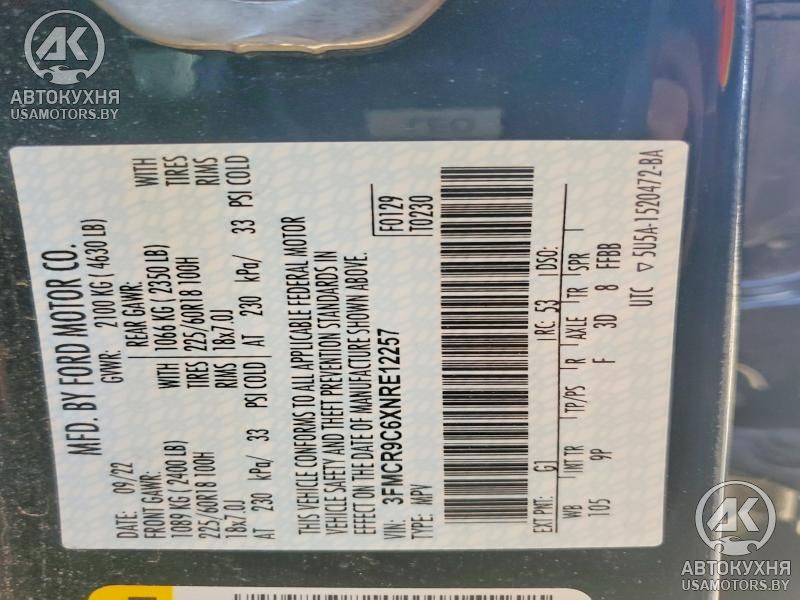 AK
АВТОКУХНЯ
USAMOTORS.BY
MFD. BY FORD MOTOR CO.
DATE: 09/22 GVWR: 2100 KG ( 4630 LB)
FRONT GAWR: REAR GAWR:
1089 KG ( 2400 LB) WITH 1066 KG ( 2350 LB) WITH
225/60R18 100H TIRES 225/60R18 100H TIRES
18x7.0J RIMS 18x7.0J RIMS
AT 230 kPa/ 33 PSI COLD AT 230 kPa/ 33 PSI COLD
THIS VEHICLE CONFORMS TO ALL APPLICABLE FEDERAL MOTOR
VEHICLE SAFETY AND THEFT PREVENTION STANDARDS IN
EFFECT ON THE DATE OF MANUFACTURE SHOWN ABOVE.
VIN: 3FMCR9C6XNRE12257 F0129
TYPE: MPV T0230
EXT PNT: G1 RC: 53 DSO:
WB INT TR TP/PS R AXLE TR SPR
105 9P F 3D 8 FFBB
UTC ▽ 5U5A-1520472-BA
AK
АВТОКУХНЯ
USAMOTORS.BY